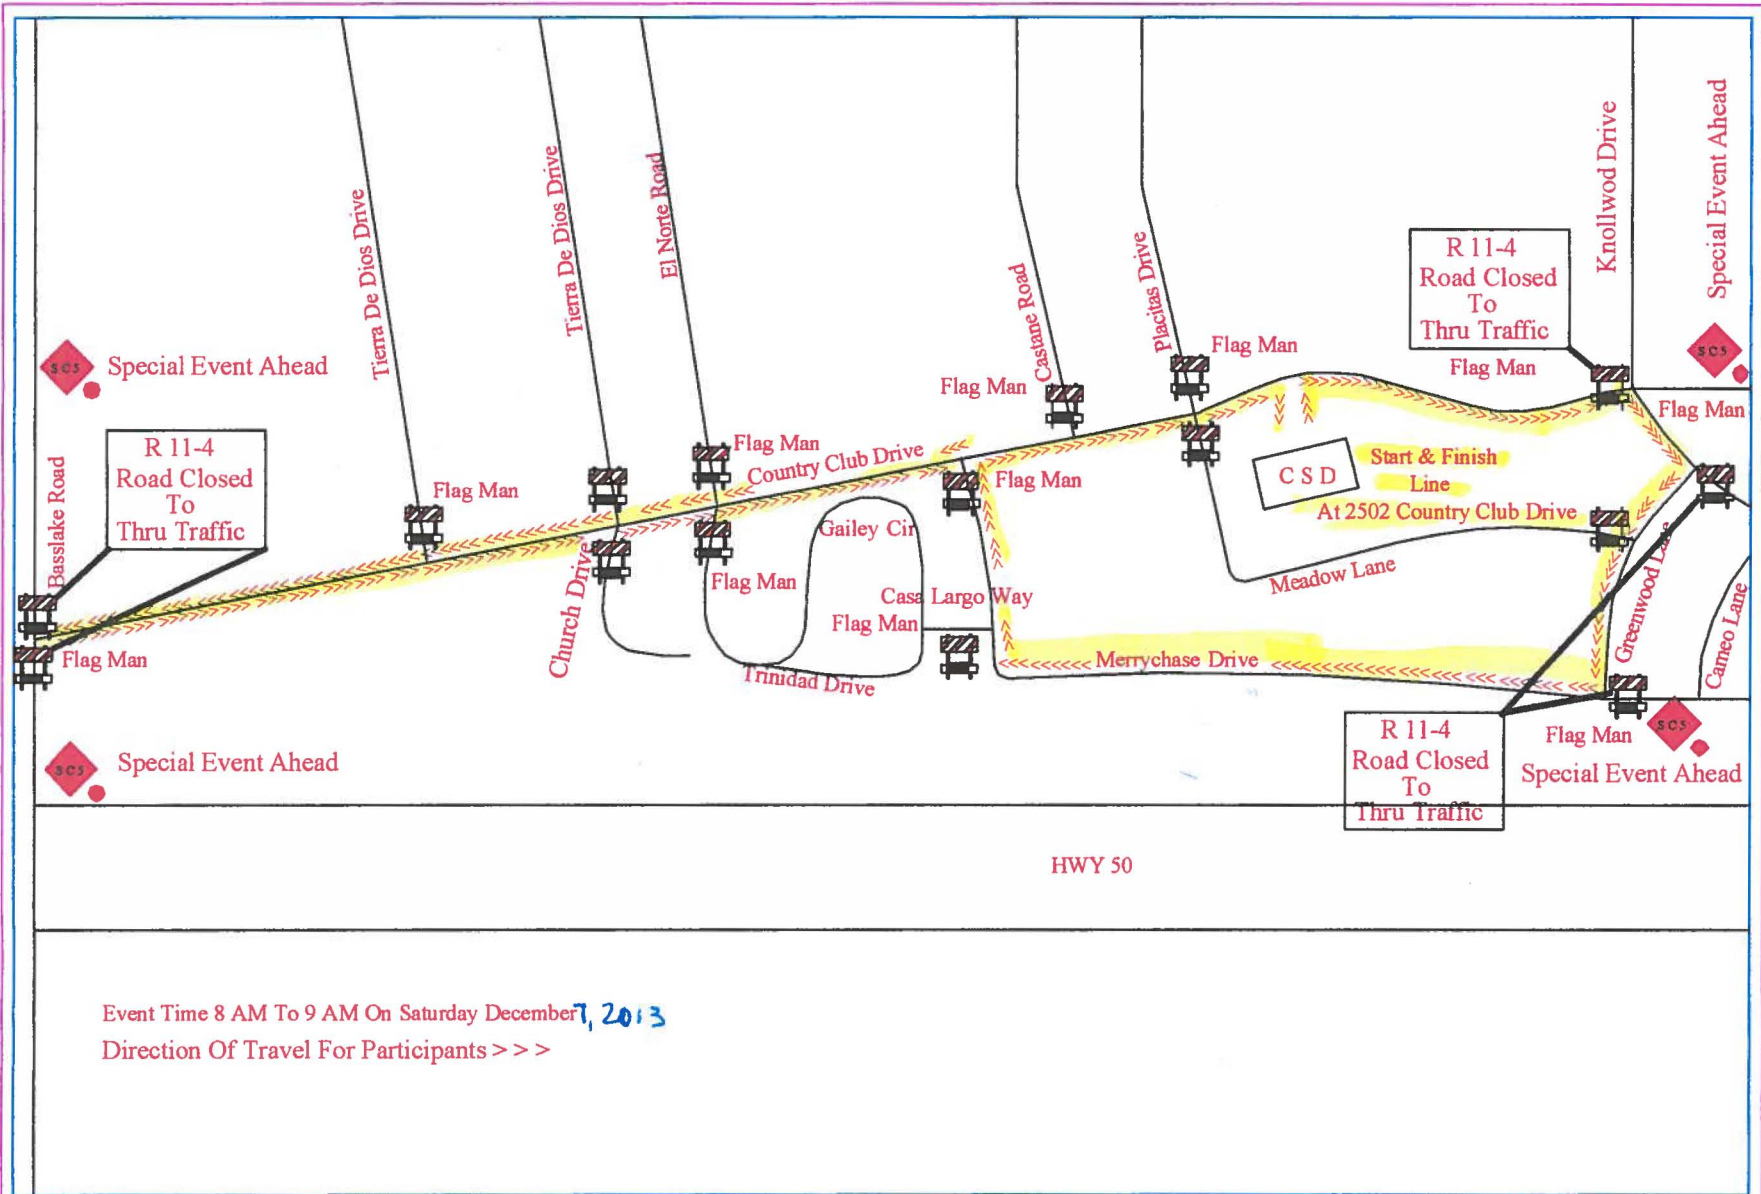 Knollwod Drive
Special Event Ahead
Tierra De Dios Drive
Tierra De Dios Drive
El Norte Road
Castane Road
Placitas Drive
R 11-4
Road Closed
To
Thru Traffic
Flag Man
Flag Man
SC5
Special Event Ahead
SC5
Flag Man
Flag Man
R 11-4
Road Closed
To
Thru Traffic
Basslake Road
Flag Man
Flag Man
Country Club Drive
Flag Man
CSD
Start & Finish
Line
At 2502 Country Club Drive
Gailey Cir
Church Drive
Flag Man
Casa Largo Way
Flag Man
Meadow Lane
Greenwood Lane
Cameo Lane
Flag Man
Merrychase Drive
Trinidad Drive
SC5
Special Event Ahead
R 11-4
Road Closed
To
Thru Traffic
Flag Man
SC5
Special Event Ahead
HWY 50
Event Time 8 AM To 9 AM On Saturday December 7, 2013
Direction Of Travel For Participants > > >